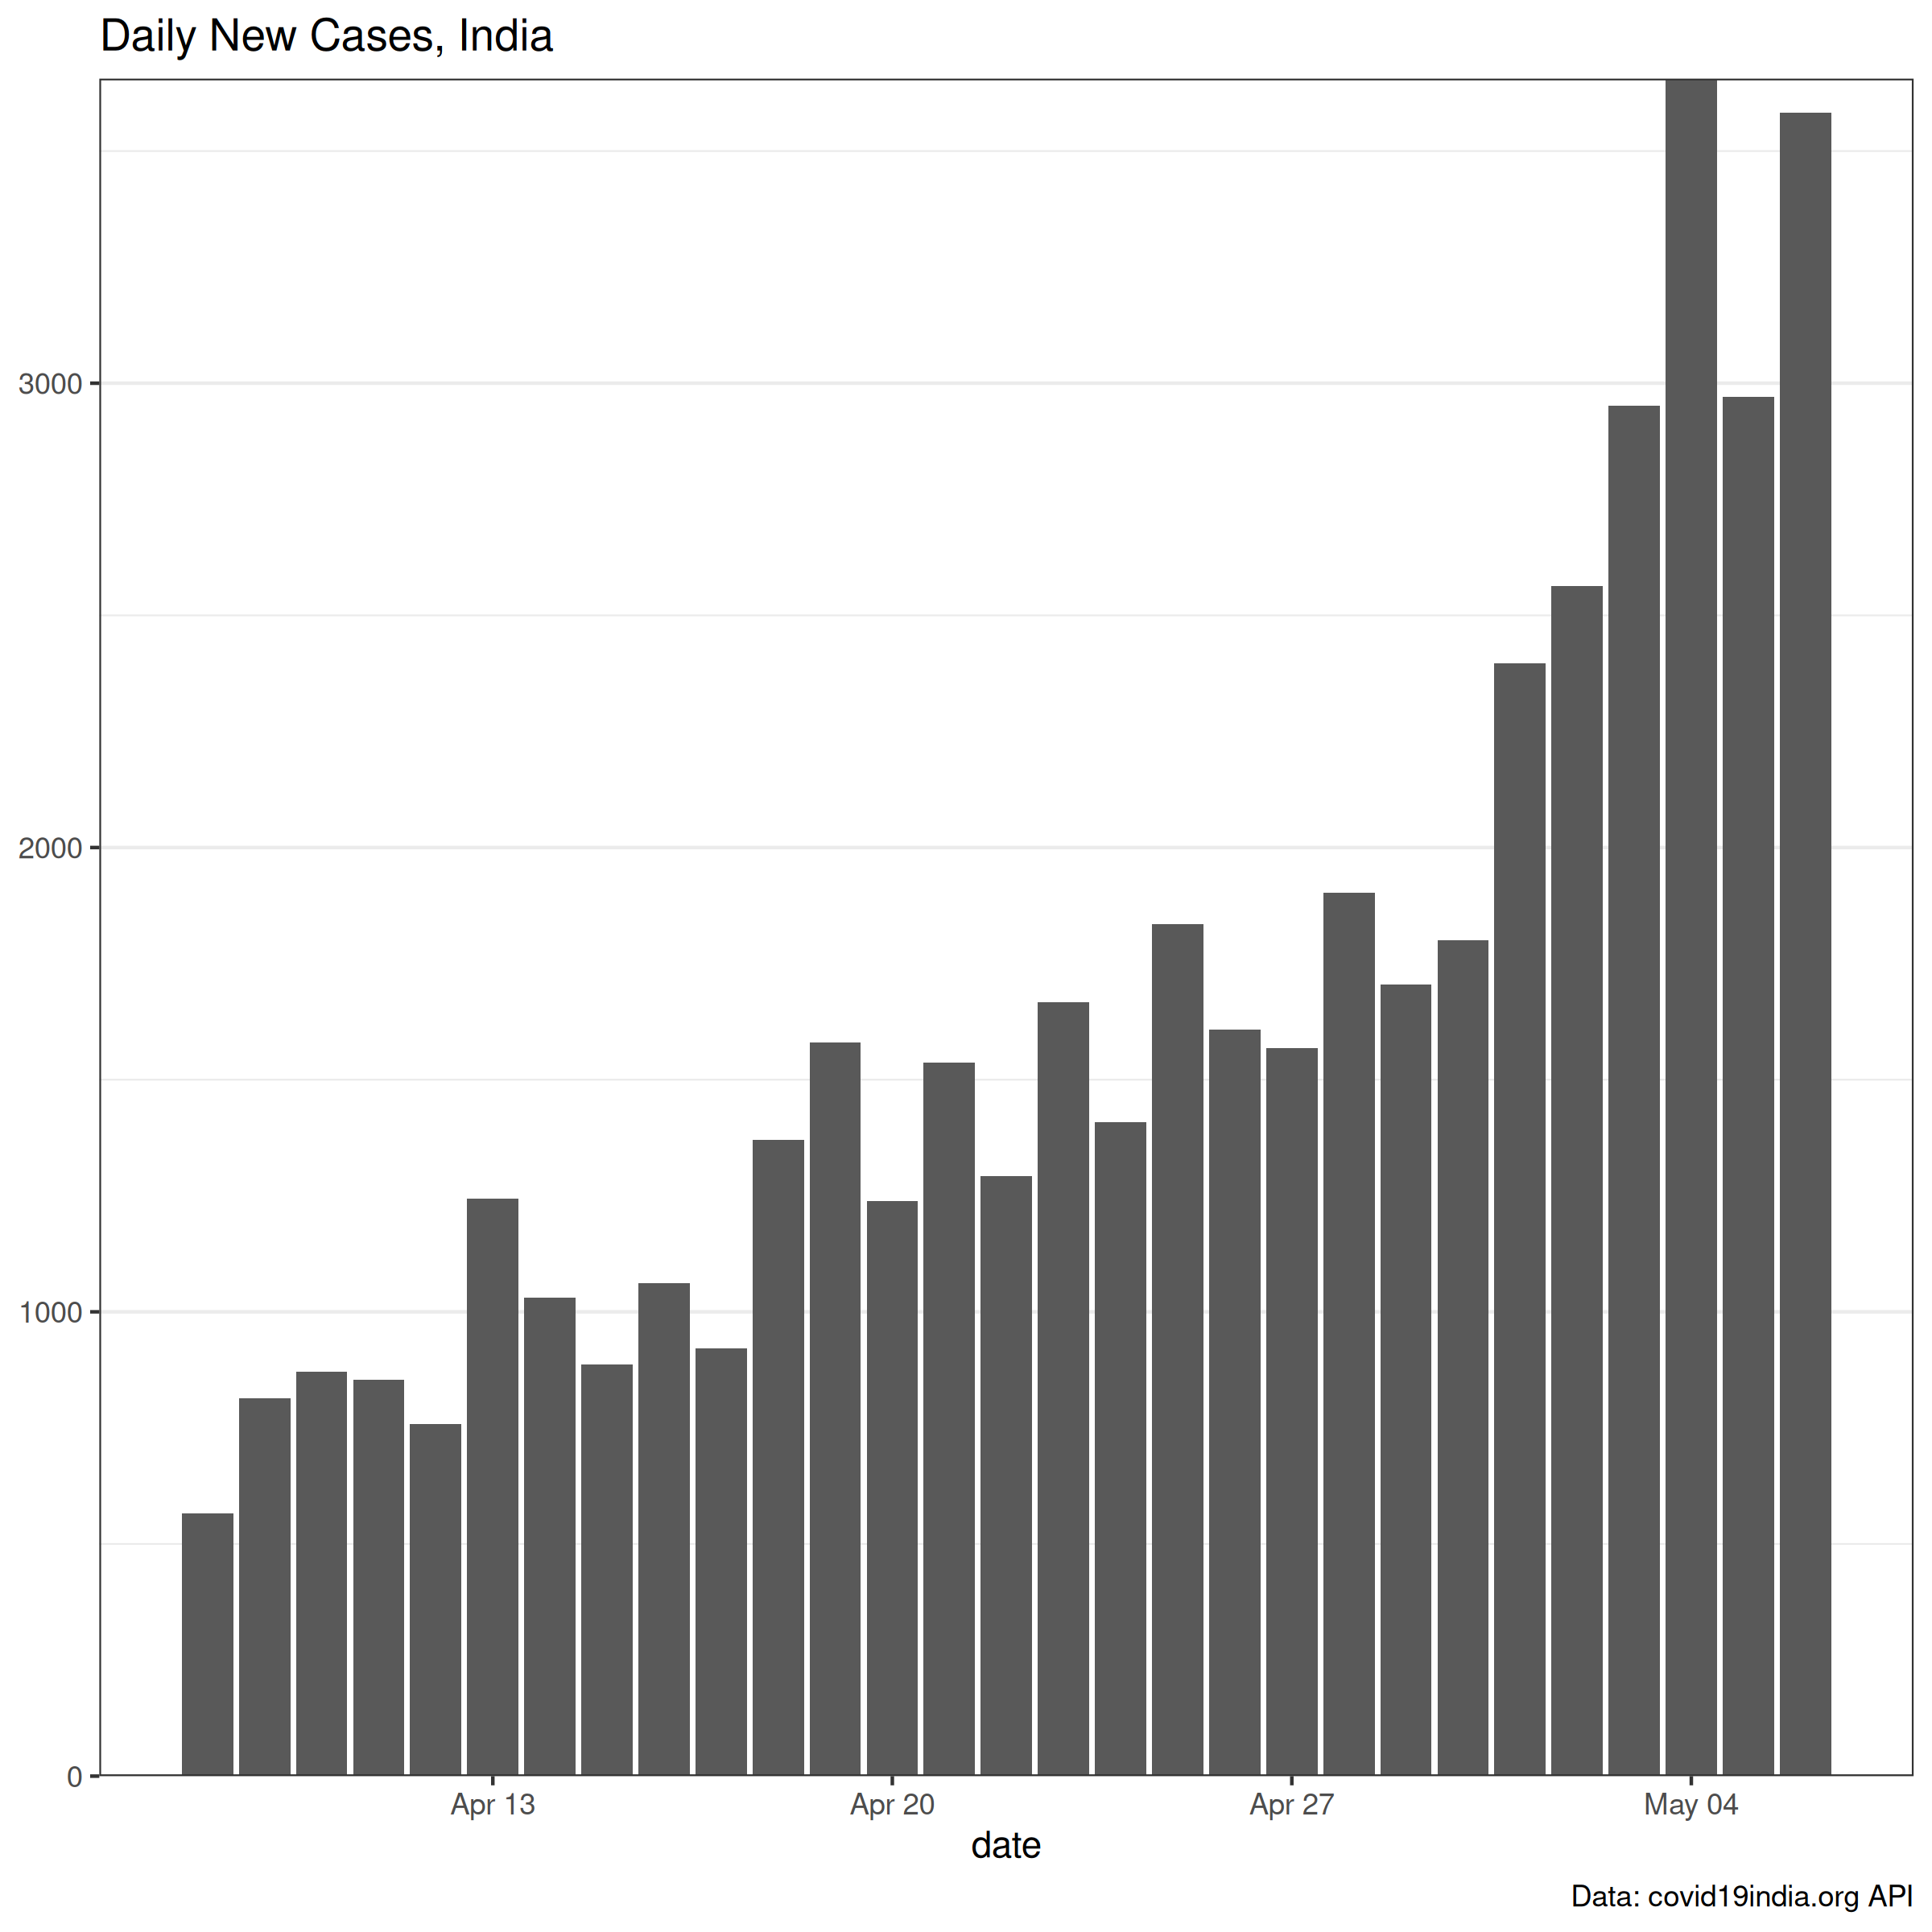 Daily New Cases, India
3000
2000
1000
0
Apr 13 Apr 20 Apr 27 May 04
date
Data: covid19india.org API